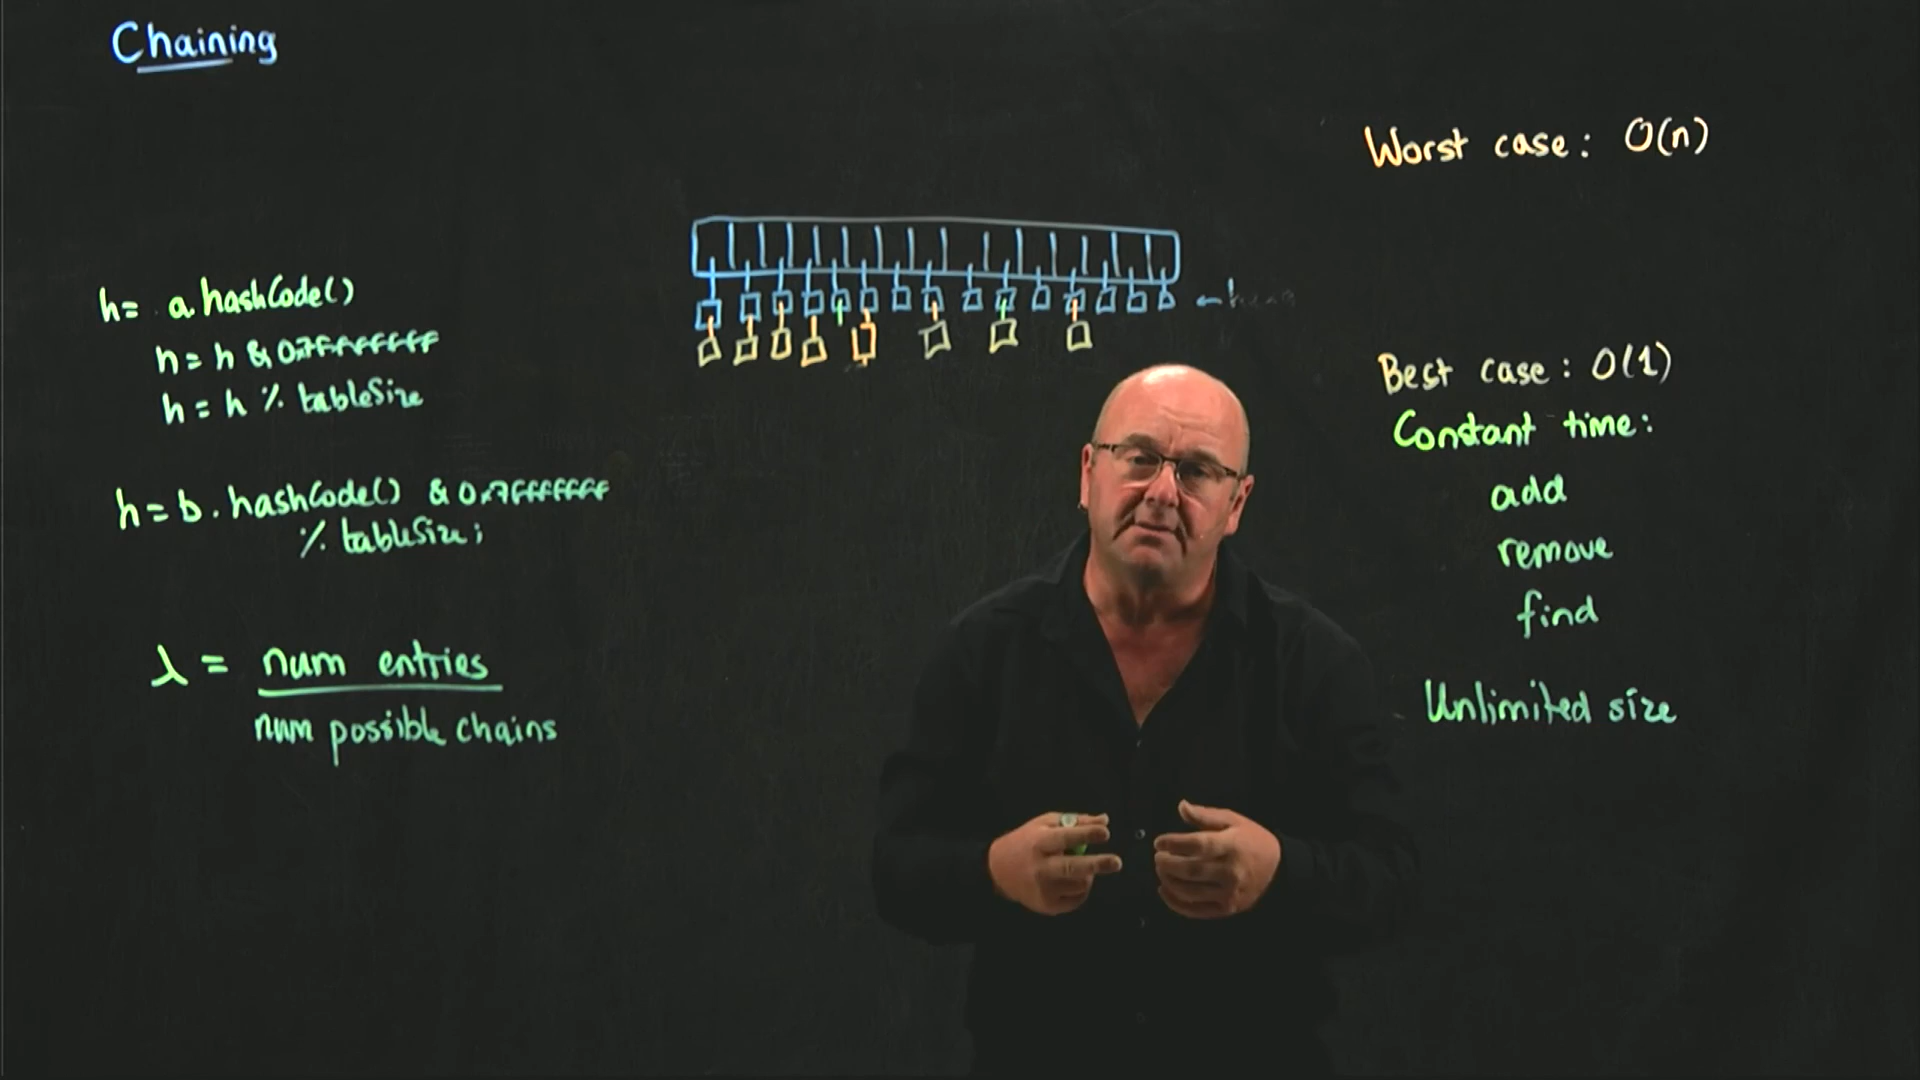 Chaining
h= a.hashCode()
h = h & 0x7fffffff
h = h % tableSize
h=b.hashCode() & 0x7fffffff
% tableSize;
λ = num entries
num possible chains
Worst case: O(n)
Best case: O(1)
Constant time:
add
remove
find
Unlimited size